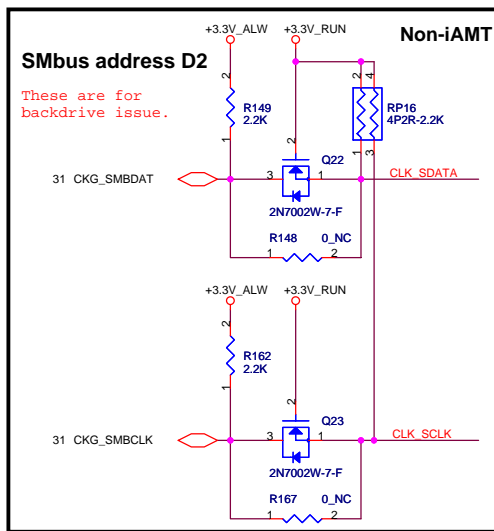 +3.3V_ALW
+3.3V_RUN
Non-iAMT
SMbus address D2
These are for
backdrive issue.
2
R149
2.2K
1
2
4
RP16
4P2R-2.2K
1
3
2
Q22
31 CKG_SMBDAT
3
1
CLK_SDATA
2N7002W-7-F
R148
0_NC
1
2
+3.3V_ALW
+3.3V_RUN
2
R162
2.2K
1
2
Q23
31 CKG_SMBCLK
3
1
CLK_SCLK
2N7002W-7-F
R167
0_NC
1
2